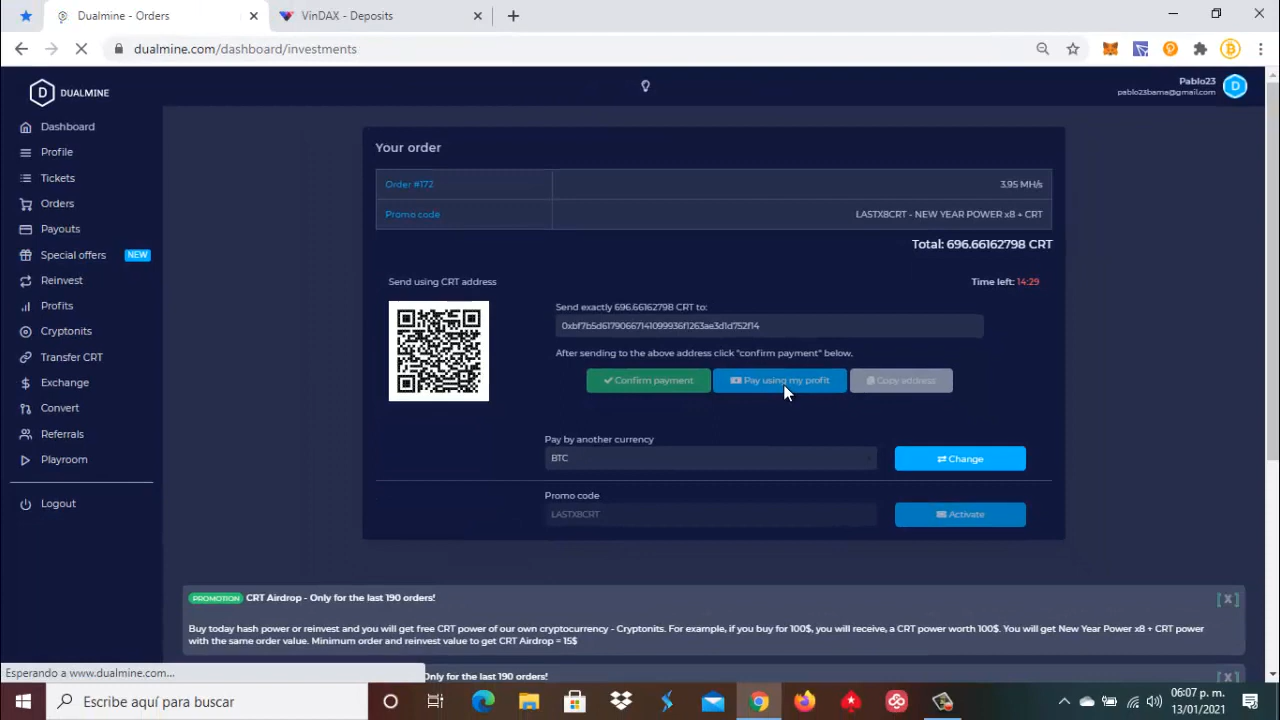 Dualmine - Orders
VinDAX - Deposits
dualmine.com/dashboard/investments
D DUALMINE
Pablo23
pablo23bama@gmail.com
D
Dashboard
Profile
Tickets
Orders
Payouts
Special offers NEW
Reinvest
Profits
Cryptonits
Transfer CRT
Exchange
Convert
Referrals
Playroom
Logout
Your order
Order #172 3.95 MH/s
Promo code LASTX8CRT - NEW YEAR POWER x8 + CRT
Total: 696.66162798 CRT
Send using CRT address
Time left: 14:29
Send exactly 696.66162798 CRT to:
0xbf7b5d61790667141099936f1263ae3d1d752f14
After sending to the above address click "confirm payment" below.
Confirm payment
Pay using my profit
Copy address
Pay by another currency
BTC
Change
Promo code
LASTX8CRT
Activate
PROMOTION CRT Airdrop - Only for the last 190 orders!
[ X ]
Buy today hash power or reinvest and you will get free CRT power of our own cryptocurrency - Cryptonits. For example, if you buy for 100$, you will receive, a CRT power worth 100$. You will get New Year Power x8 + CRT power
with the same order value. Minimum order and reinvest value to get CRT Airdrop = 15$
Only for the last 190 orders!
[ X ]
Esperando a www.dualmine.com...
Escribe aquí para buscar
06:07 p. m.
13/01/2021